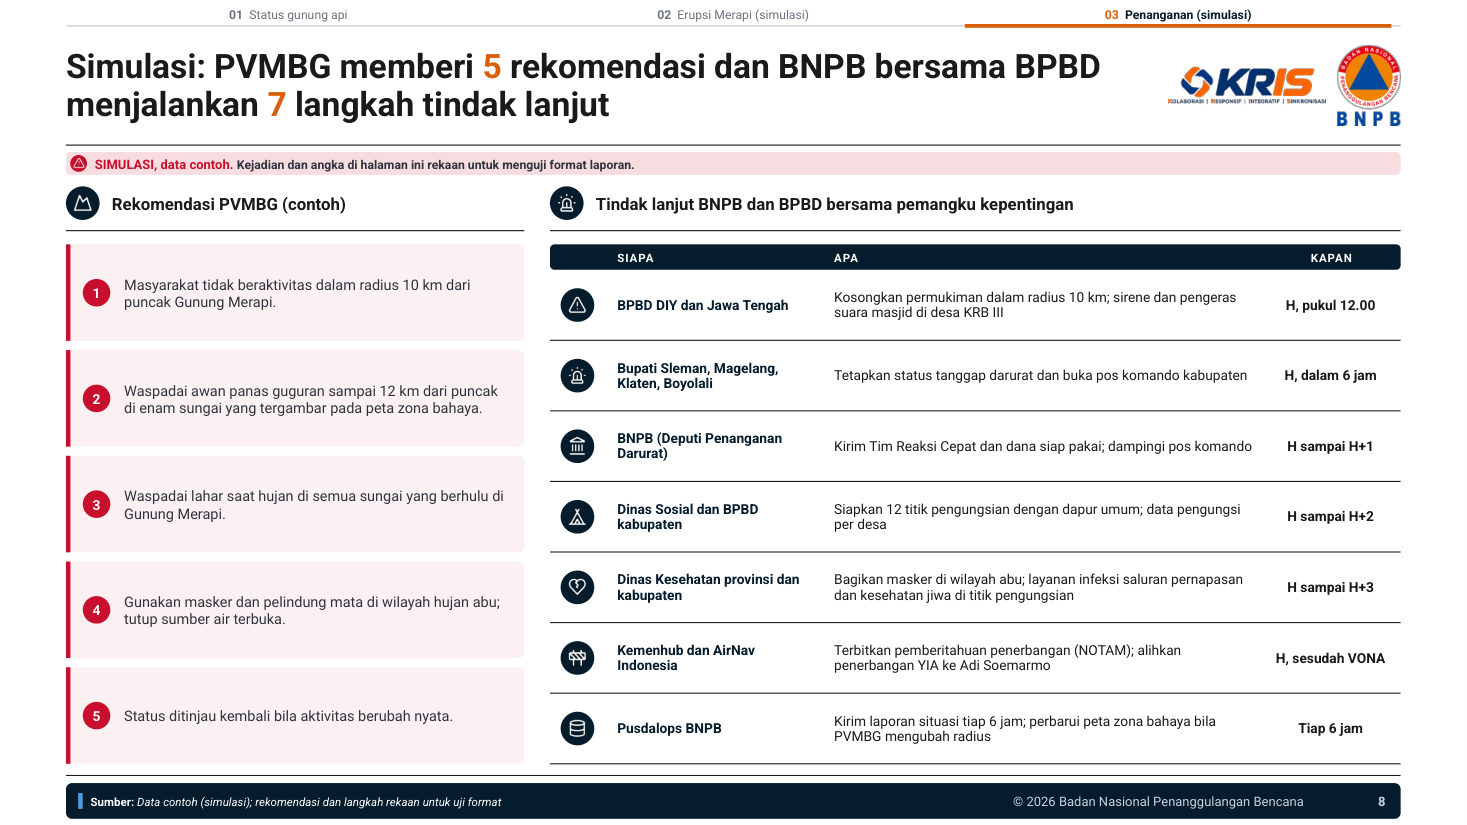 01 Status gunung api
02 Erupsi Merapi (simulasi)
03 Penanganan (simulasi)
Simulasi: PVMBG memberi 5 rekomendasi dan BNPB bersama BPBD
menjalankan 7 langkah tindak lanjut
KRIS
KOLABORASI | RESPONSIF | INTEGRATIF | SINKRONISASI
BADAN NASIONAL
PENANGGULANGAN BENCANA
BNPB
SIMULASI, data contoh. Kejadian dan angka di halaman ini rekaan untuk menguji format laporan.
Rekomendasi PVMBG (contoh)
1
Masyarakat tidak beraktivitas dalam radius 10 km dari
puncak Gunung Merapi.
2
Waspadai awan panas guguran sampai 12 km dari puncak
di enam sungai yang tergambar pada peta zona bahaya.
3
Waspadai lahar saat hujan di semua sungai yang berhulu di
Gunung Merapi.
4
Gunakan masker dan pelindung mata di wilayah hujan abu;
tutup sumber air terbuka.
5
Status ditinjau kembali bila aktivitas berubah nyata.
Tindak lanjut BNPB dan BPBD bersama pemangku kepentingan
SIAPA APA KAPAN
BPBD DIY dan Jawa Tengah
Kosongkan permukiman dalam radius 10 km; sirene dan pengeras
suara masjid di desa KRB III
H, pukul 12.00
Bupati Sleman, Magelang,
Klaten, Boyolali
Tetapkan status tanggap darurat dan buka pos komando kabupaten
H, dalam 6 jam
BNPB (Deputi Penanganan
Darurat)
Kirim Tim Reaksi Cepat dan dana siap pakai; dampingi pos komando
H sampai H+1
Dinas Sosial dan BPBD
kabupaten
Siapkan 12 titik pengungsian dengan dapur umum; data pengungsi
per desa
H sampai H+2
Dinas Kesehatan provinsi dan
kabupaten
Bagikan masker di wilayah abu; layanan infeksi saluran pernapasan
dan kesehatan jiwa di titik pengungsian
H sampai H+3
Kemenhub dan AirNav
Indonesia
Terbitkan pemberitahuan penerbangan (NOTAM); alihkan
penerbangan YIA ke Adi Soemarmo
H, sesudah VONA
Pusdalops BNPB
Kirim laporan situasi tiap 6 jam; perbarui peta zona bahaya bila
PVMBG mengubah radius
Tiap 6 jam
Sumber: Data contoh (simulasi); rekomendasi dan langkah rekaan untuk uji format
© 2026 Badan Nasional Penanggulangan Bencana
8